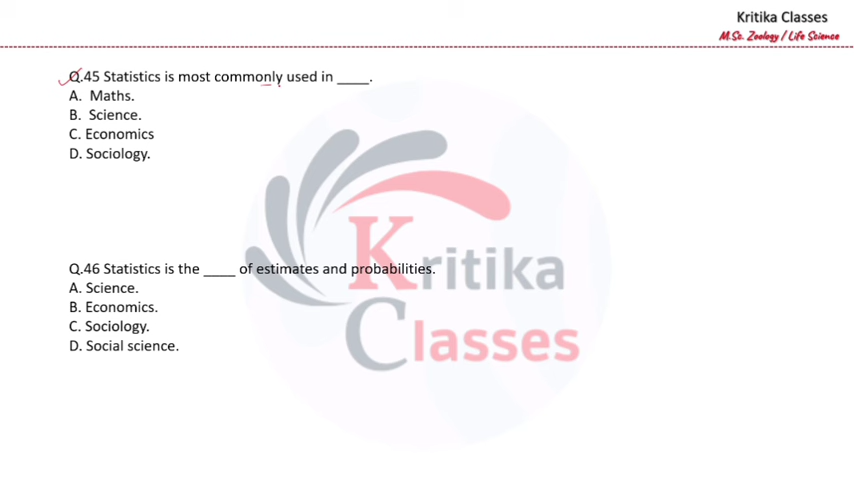 Kritika Classes
M.Sc. Zoology / Life Science
Q.45 Statistics is most commonly used in ____.
A. Maths.
B. Science.
C. Economics
D. Sociology.
Kritika
Classes
Q.46 Statistics is the ____ of estimates and probabilities.
A. Science.
B. Economics.
C. Sociology.
D. Social science.